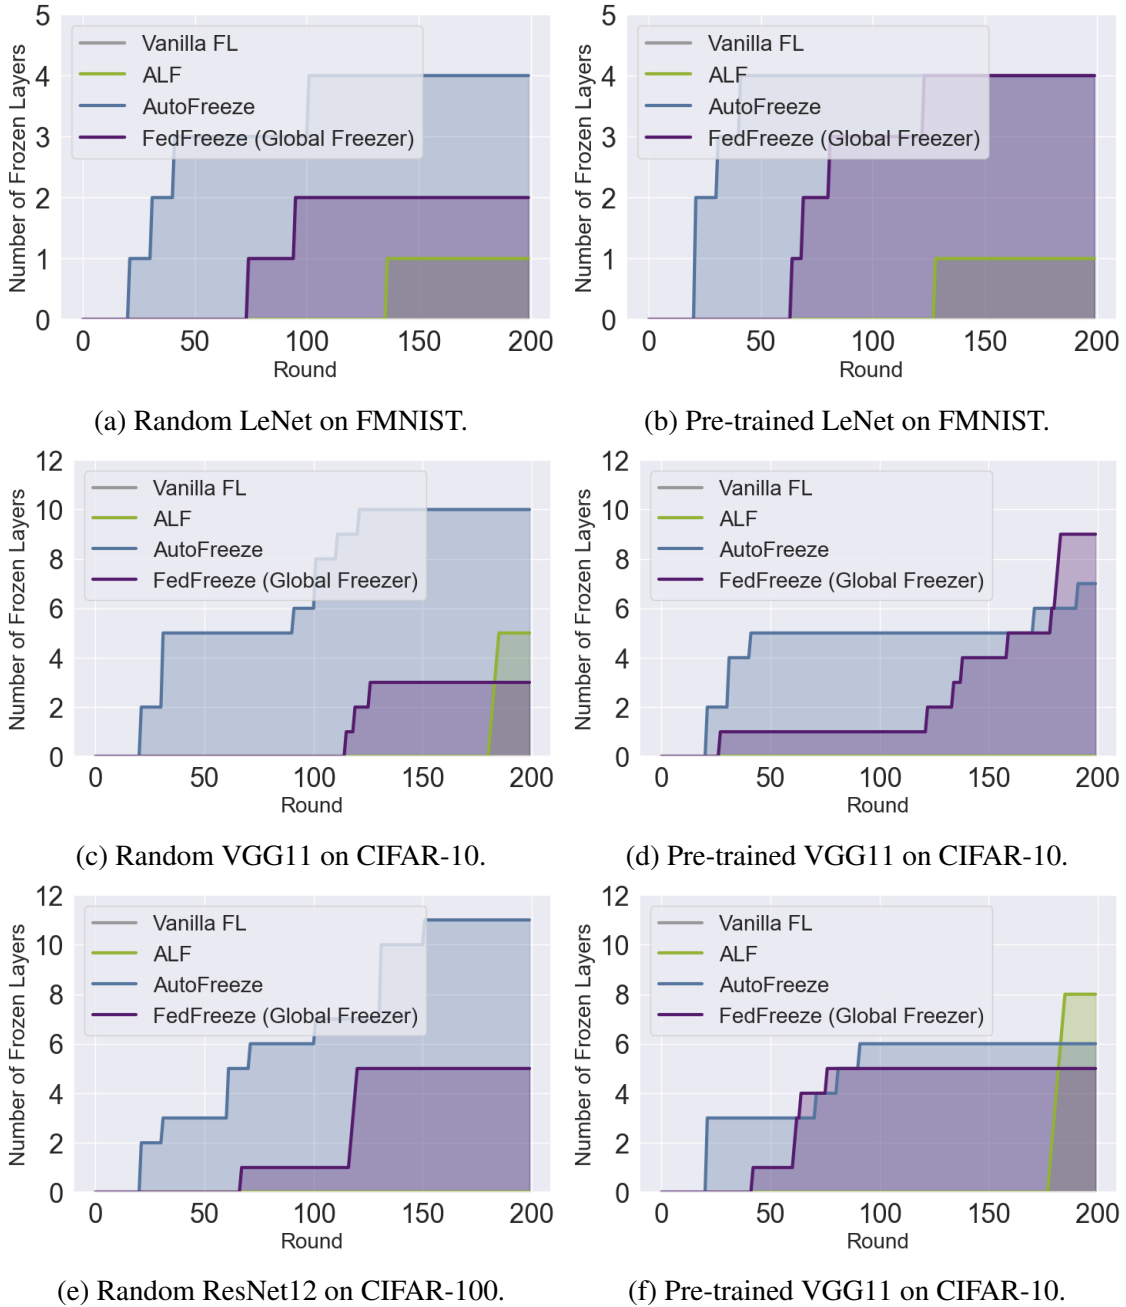 Number of Frozen Layers
5
4
3
2
1
0
Vanilla FL
ALF
AutoFreeze
FedFreeze (Global Freezer)
0 50 100 150 200
Round
(a) Random LeNet on FMNIST.
Number of Frozen Layers
5
4
3
2
1
0
Vanilla FL
ALF
AutoFreeze
FedFreeze (Global Freezer)
0 50 100 150 200
Round
(b) Pre-trained LeNet on FMNIST.
Number of Frozen Layers
12
10
8
6
4
2
0
Vanilla FL
ALF
AutoFreeze
FedFreeze (Global Freezer)
0 50 100 150 200
Round
(c) Random VGG11 on CIFAR-10.
Number of Frozen Layers
12
10
8
6
4
2
0
Vanilla FL
ALF
AutoFreeze
FedFreeze (Global Freezer)
0 50 100 150 200
Round
(d) Pre-trained VGG11 on CIFAR-10.
Number of Frozen Layers
12
10
8
6
4
2
0
Vanilla FL
ALF
AutoFreeze
FedFreeze (Global Freezer)
0 50 100 150 200
Round
(e) Random ResNet12 on CIFAR-100.
Number of Frozen Layers
12
10
8
6
4
2
0
Vanilla FL
ALF
AutoFreeze
FedFreeze (Global Freezer)
0 50 100 150 200
Round
(f) Pre-trained VGG11 on CIFAR-10.